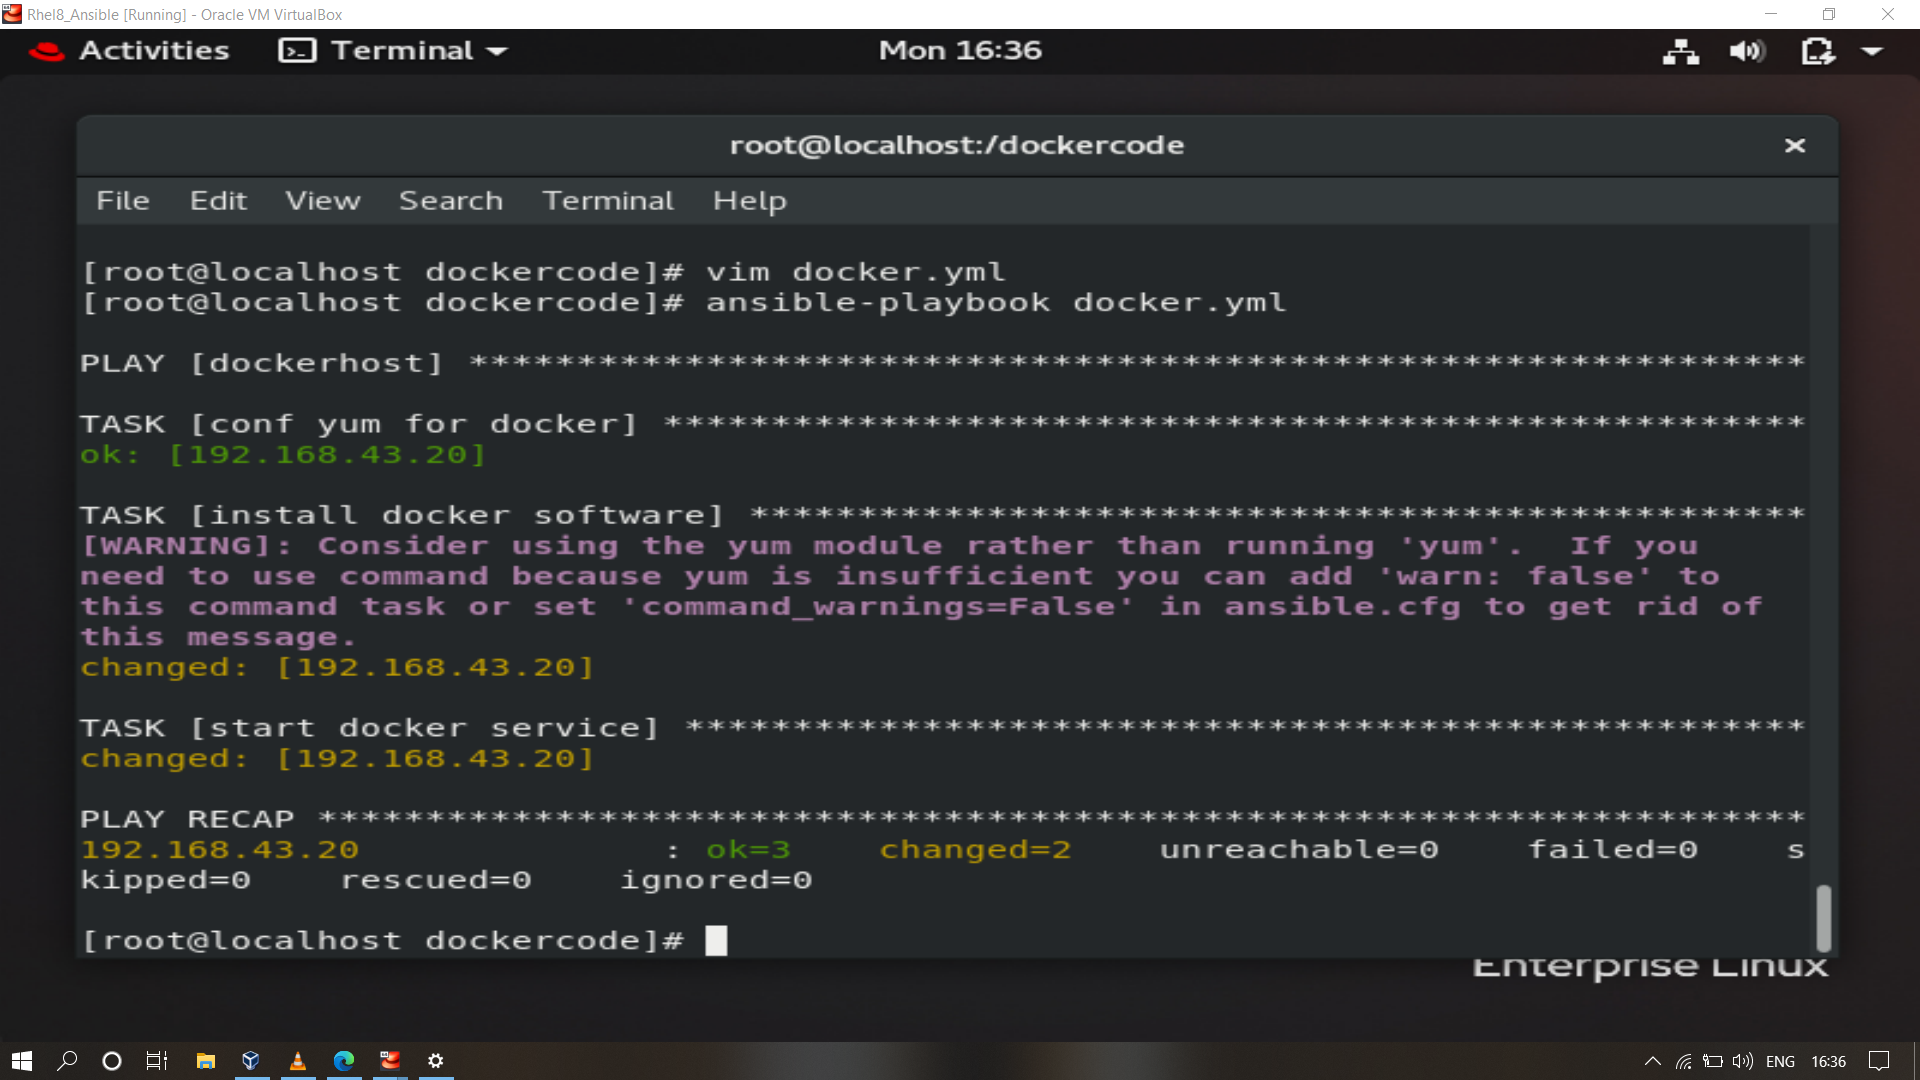 Rhel8_Ansible [Running] - Oracle VM VirtualBox
Activities Terminal Mon 16:36
root@localhost:/dockercode
File Edit View Search Terminal Help
[root@localhost dockercode]# vim docker.yml
[root@localhost dockercode]# ansible-playbook docker.yml
PLAY [dockerhost] **************************************************************
TASK [conf yum for docker] *****************************************************
ok: [192.168.43.20]
TASK [install docker software] *************************************************
[WARNING]: Consider using the yum module rather than running 'yum'.  If you
need to use command because yum is insufficient you can add 'warn: false' to
this command task or set 'command_warnings=False' in ansible.cfg to get rid of
this message.
changed: [192.168.43.20]
TASK [start docker service] ****************************************************
changed: [192.168.43.20]
PLAY RECAP *********************************************************************
192.168.43.20              : ok=3    changed=2    unreachable=0    failed=0    s
kipped=0    rescued=0    ignored=0
[root@localhost dockercode]#
Enterprise Linux
ENG 16:36